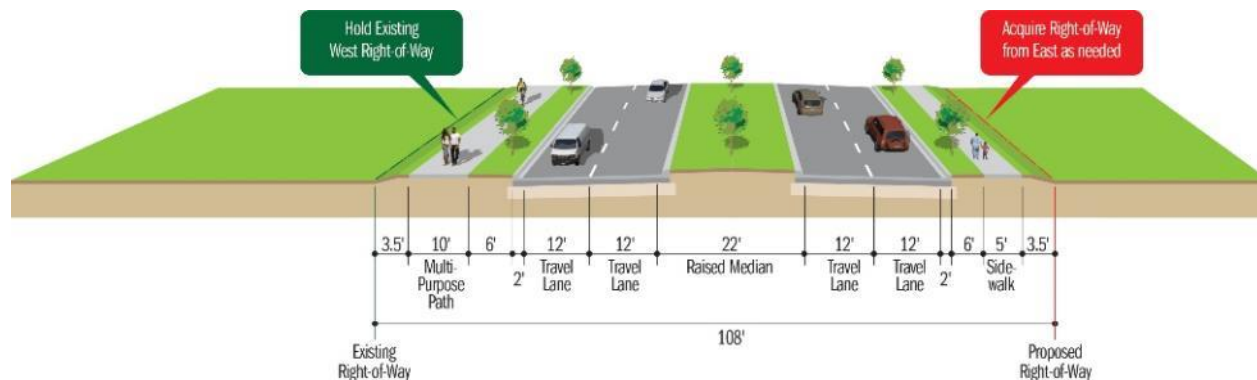 Hold Existing
West Right-of-Way
Acquire Right-of-Way
from East as needed
3.5' 10' 6' 2' 12' 12' 22' 12' 12' 2' 6' 5' 3.5'
Multi-
Purpose
Path
Travel
Lane
Travel
Lane
Raised Median
Travel
Lane
Travel
Lane
Side-
walk
108'
Existing
Right-of-Way
Proposed
Right-of-Way